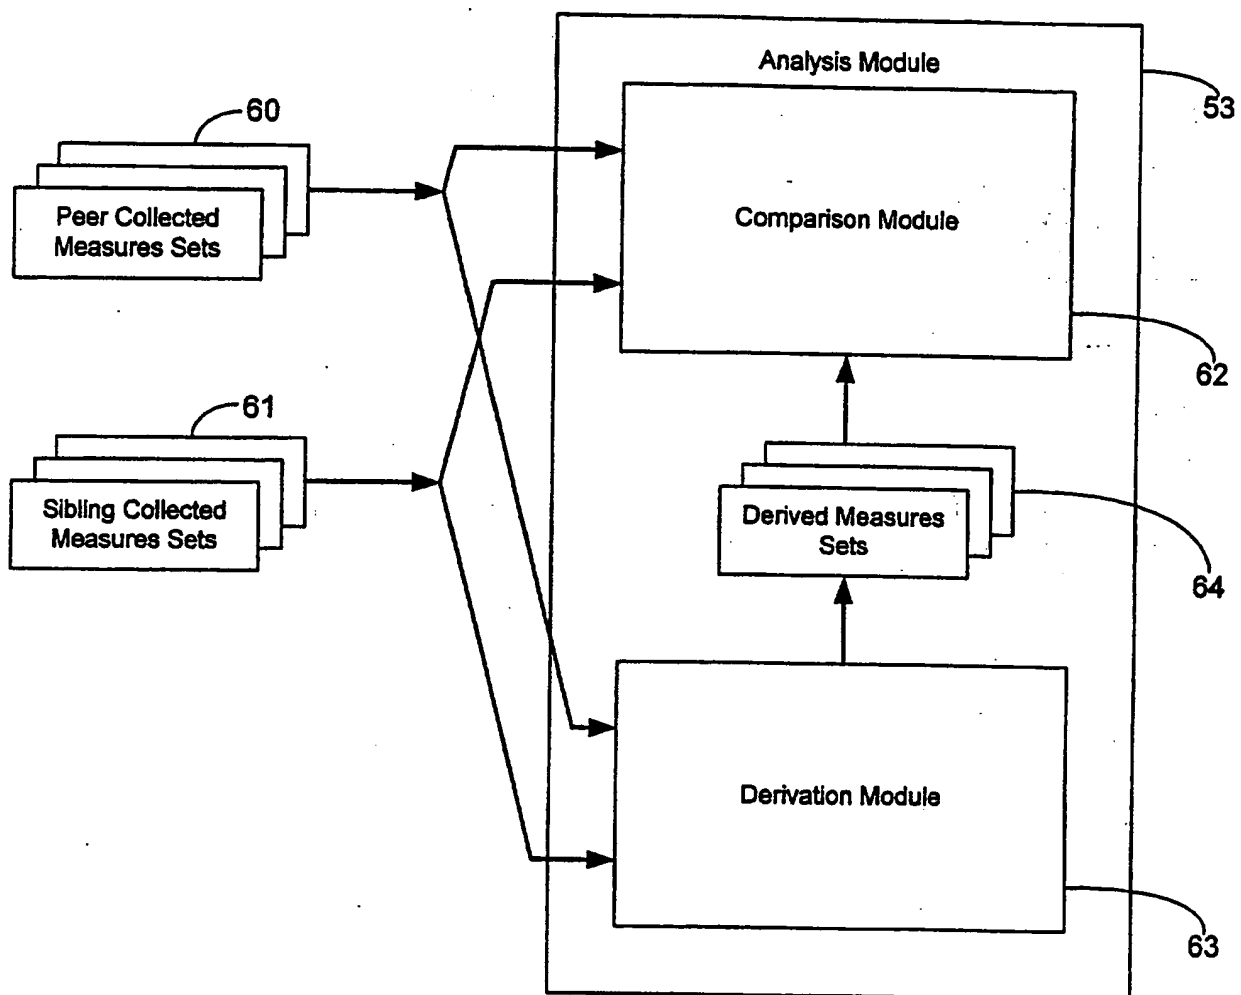 Analysis Module
53
60
Peer Collected
Measures Sets
Comparison Module
62
61
Sibling Collected
Measures Sets
Derived Measures
Sets
64
Derivation Module
63